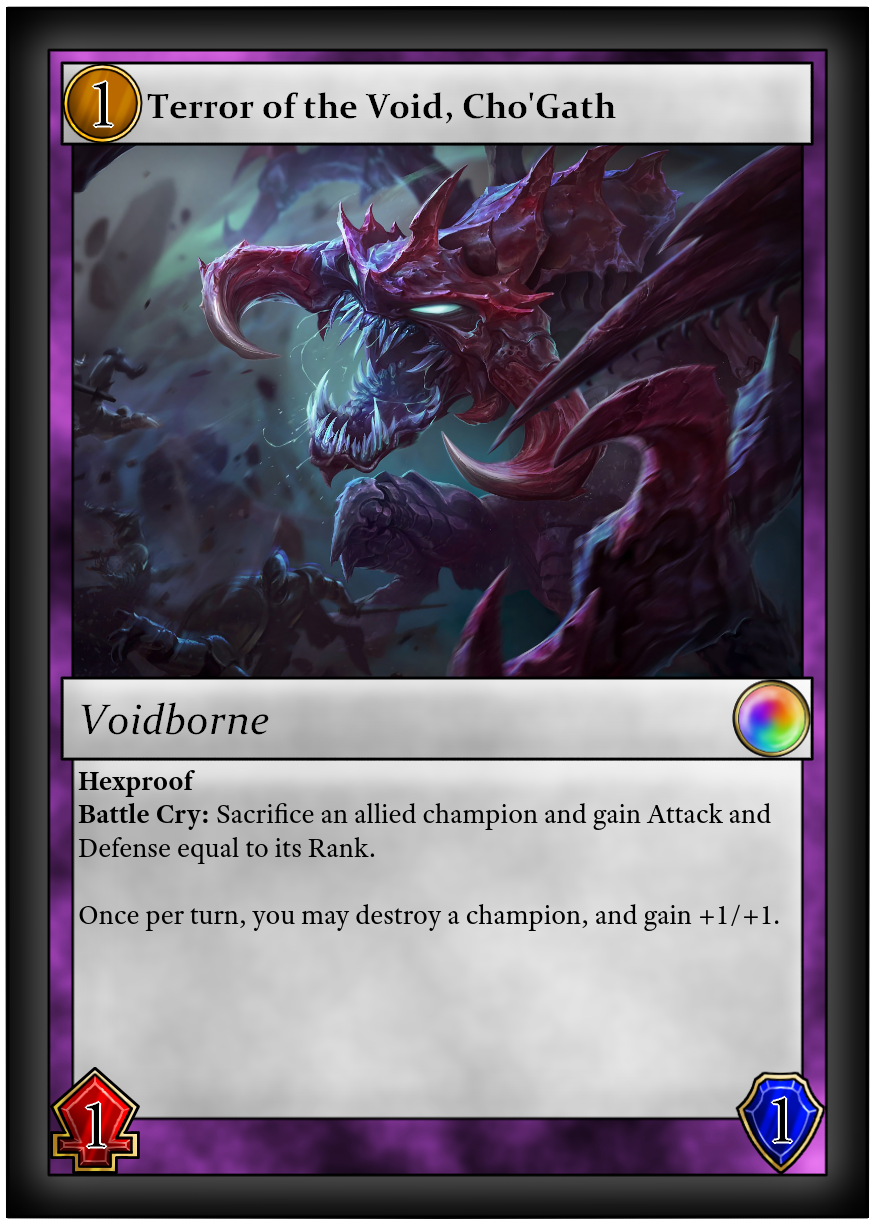 1 Terror of the Void, Cho'Gath
Voidborne
Hexproof
Battle Cry: Sacrifice an allied champion and gain Attack and
Defense equal to its Rank.
Once per turn, you may destroy a champion, and gain +1/+1.
1 1